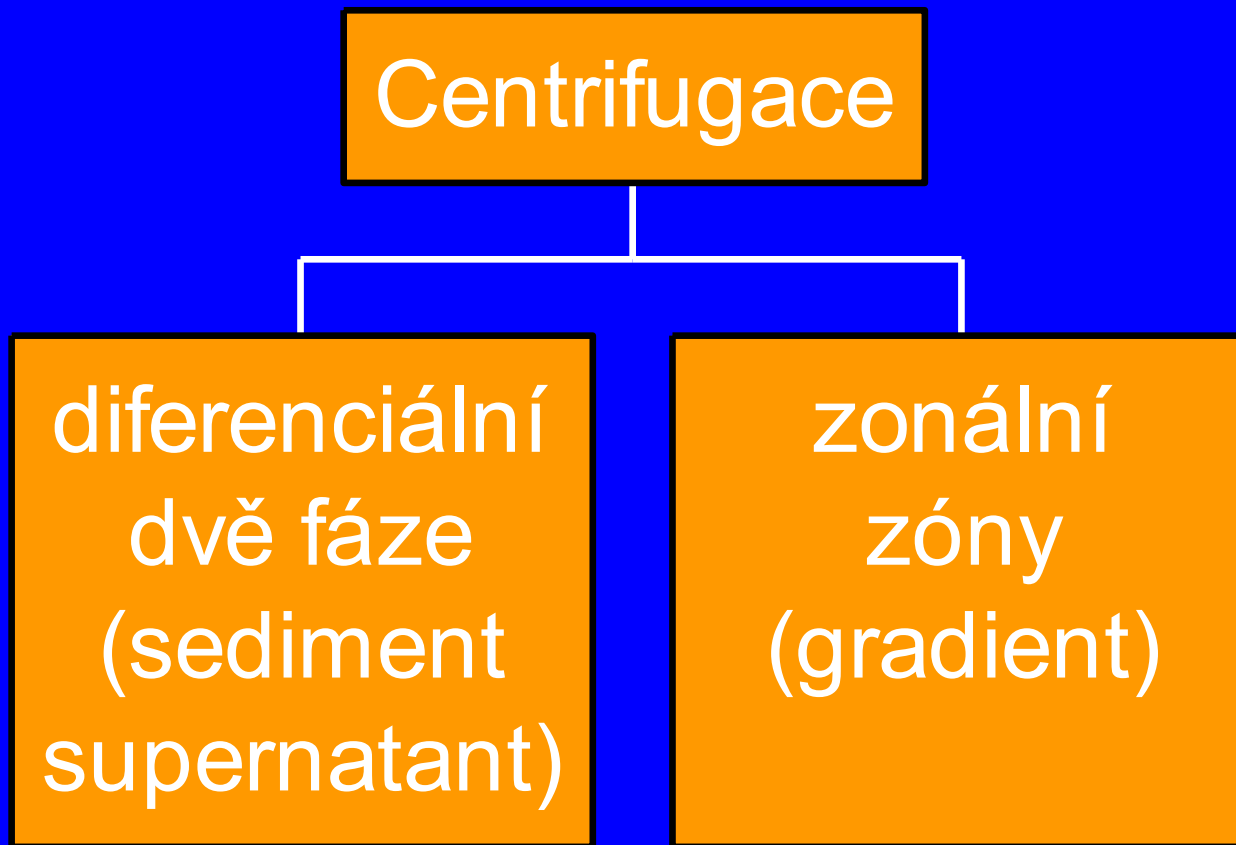 Centrifugace
diferenciální
dvě fáze
(sediment
supernatant)
zonální
zóny
(gradient)